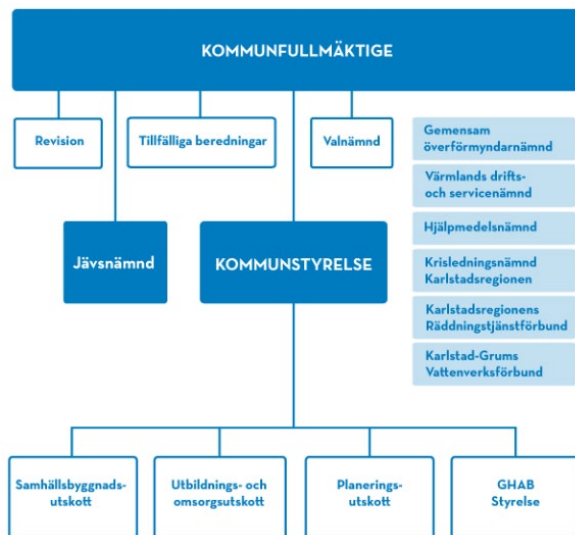 KOMMUNFULLMÄKTIGE
Revision
Tillfälliga beredningar
Valnämnd
Gemensam
överförmyndarnämnd
Värmlands drifts-
och servicenämnd
Hjälpmedelsnämnd
Krisledningsnämnd
Karlstadsregionen
Karlstadsregionens
Räddningstjänstförbund
Karlstad-Grums
Vattenverksförbund
Jävsnämnd
KOMMUNSTYRELSE
Samhällsbyggnads-
utskott
Utbildnings- och
omsorgsutskott
Planerings-
utskott
GHAB
Styrelse